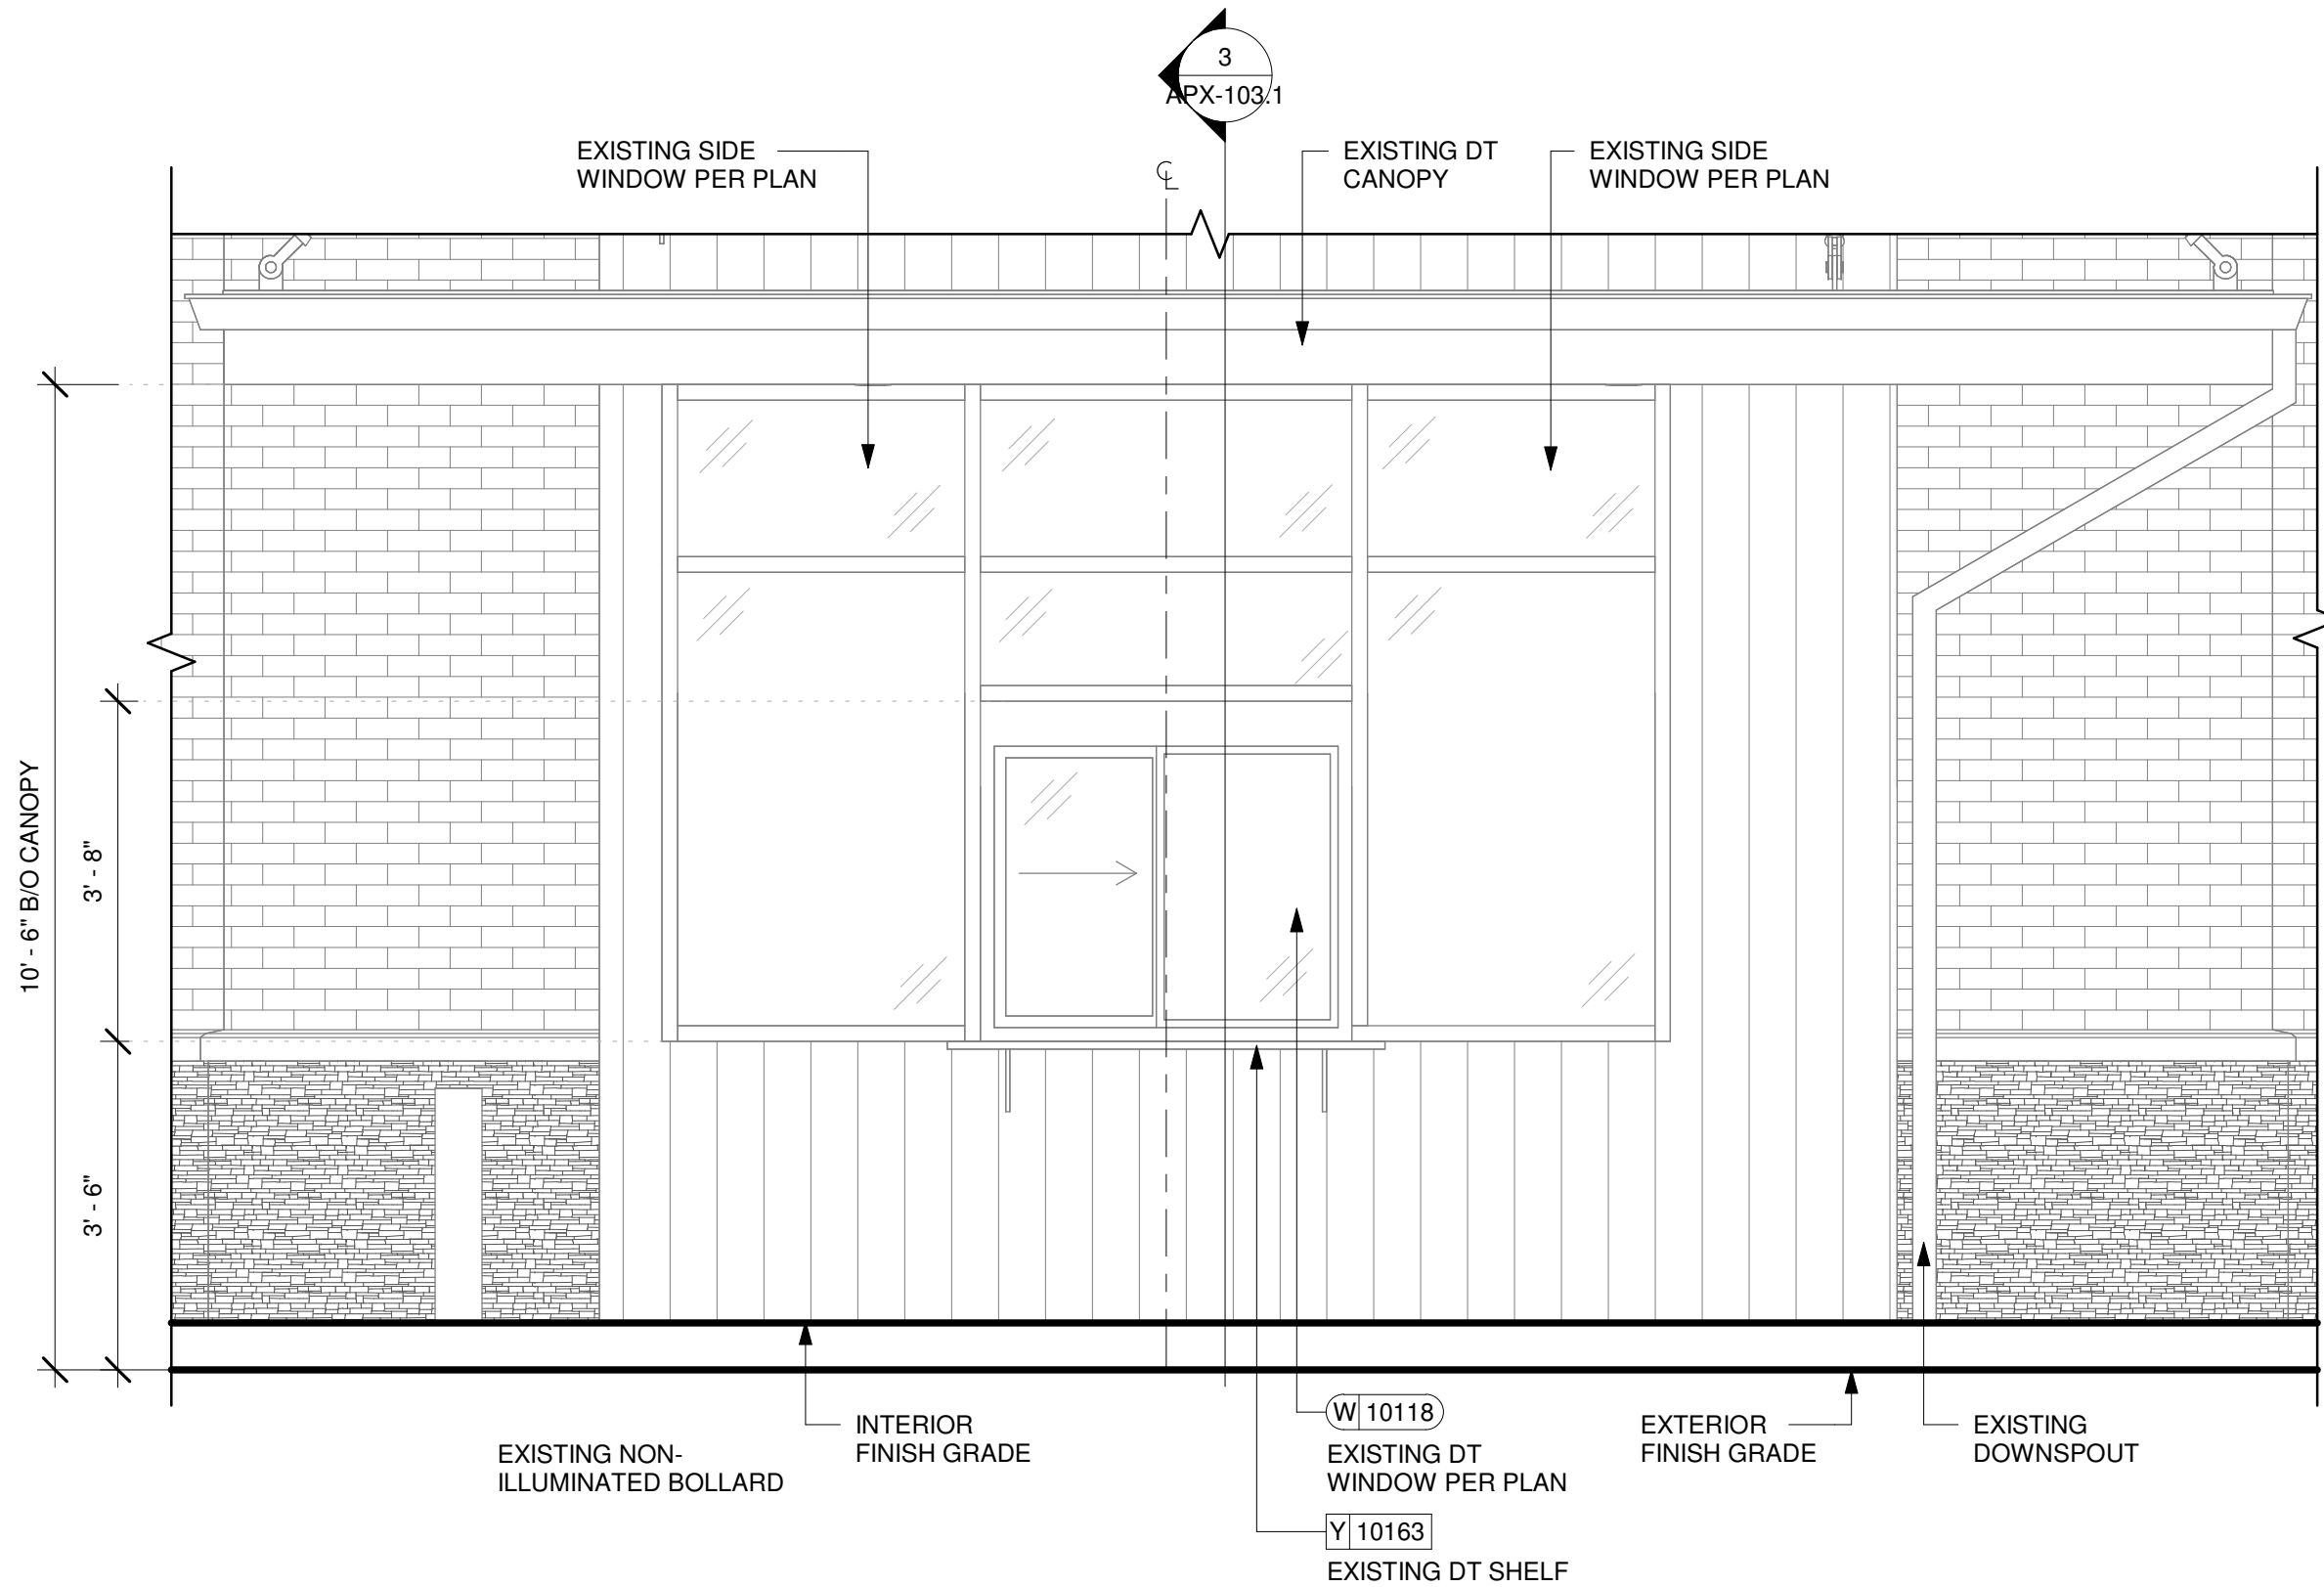 3
APX-103.1
EXISTING SIDE
WINDOW PER PLAN
℄
EXISTING DT
CANOPY
EXISTING SIDE
WINDOW PER PLAN
10' - 6" B/O CANOPY
3' - 8"
3' - 6"
INTERIOR
FINISH GRADE
EXISTING NON-
ILLUMINATED BOLLARD
W 10118
EXISTING DT
WINDOW PER PLAN
Y 10163
EXISTING DT SHELF
EXTERIOR
FINISH GRADE
EXISTING
DOWNSPOUT